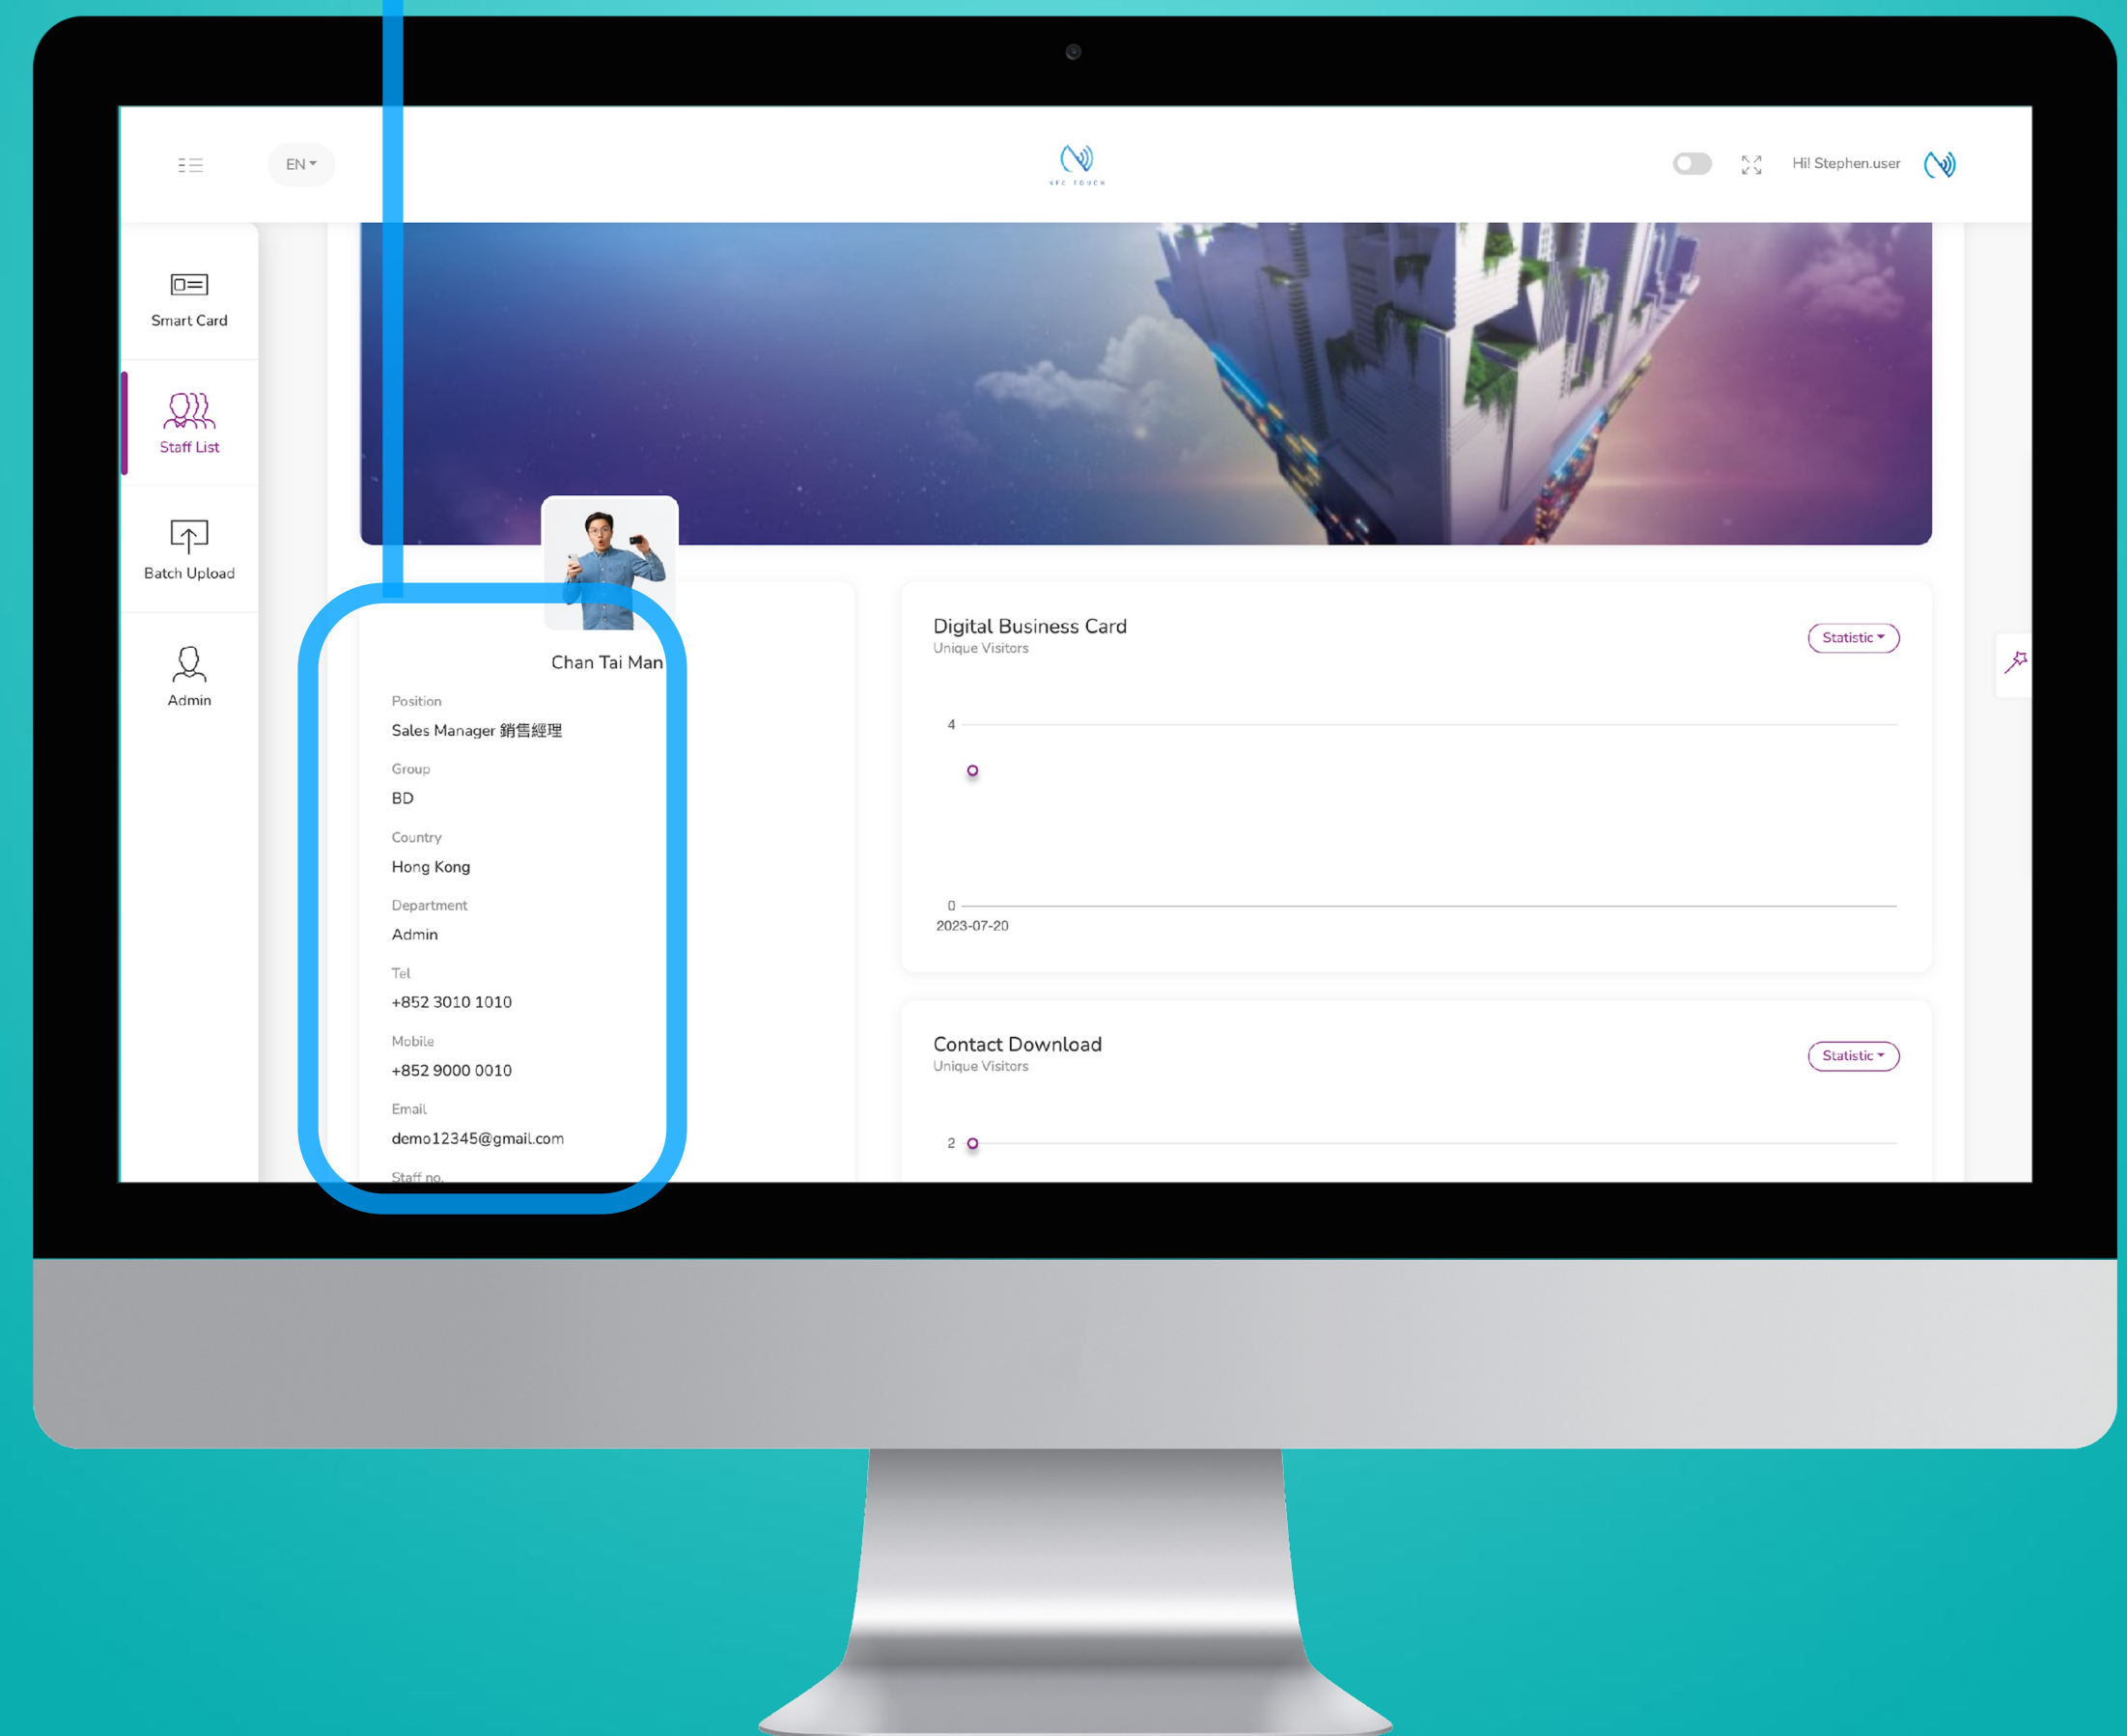 EN
NFC TOUCH
Hi! Stephen.user
Smart Card
Staff List
Batch Upload
Admin
Chan Tai Man
Position
Sales Manager 銷售經理
Group
BD
Country
Hong Kong
Department
Admin
Tel
+852 3010 1010
Mobile
+852 9000 0010
Email
demo12345@gmail.com
Staff no.
Digital Business Card
Unique Visitors
Statistic
4
0
2023-07-20
Contact Download
Unique Visitors
Statistic
2